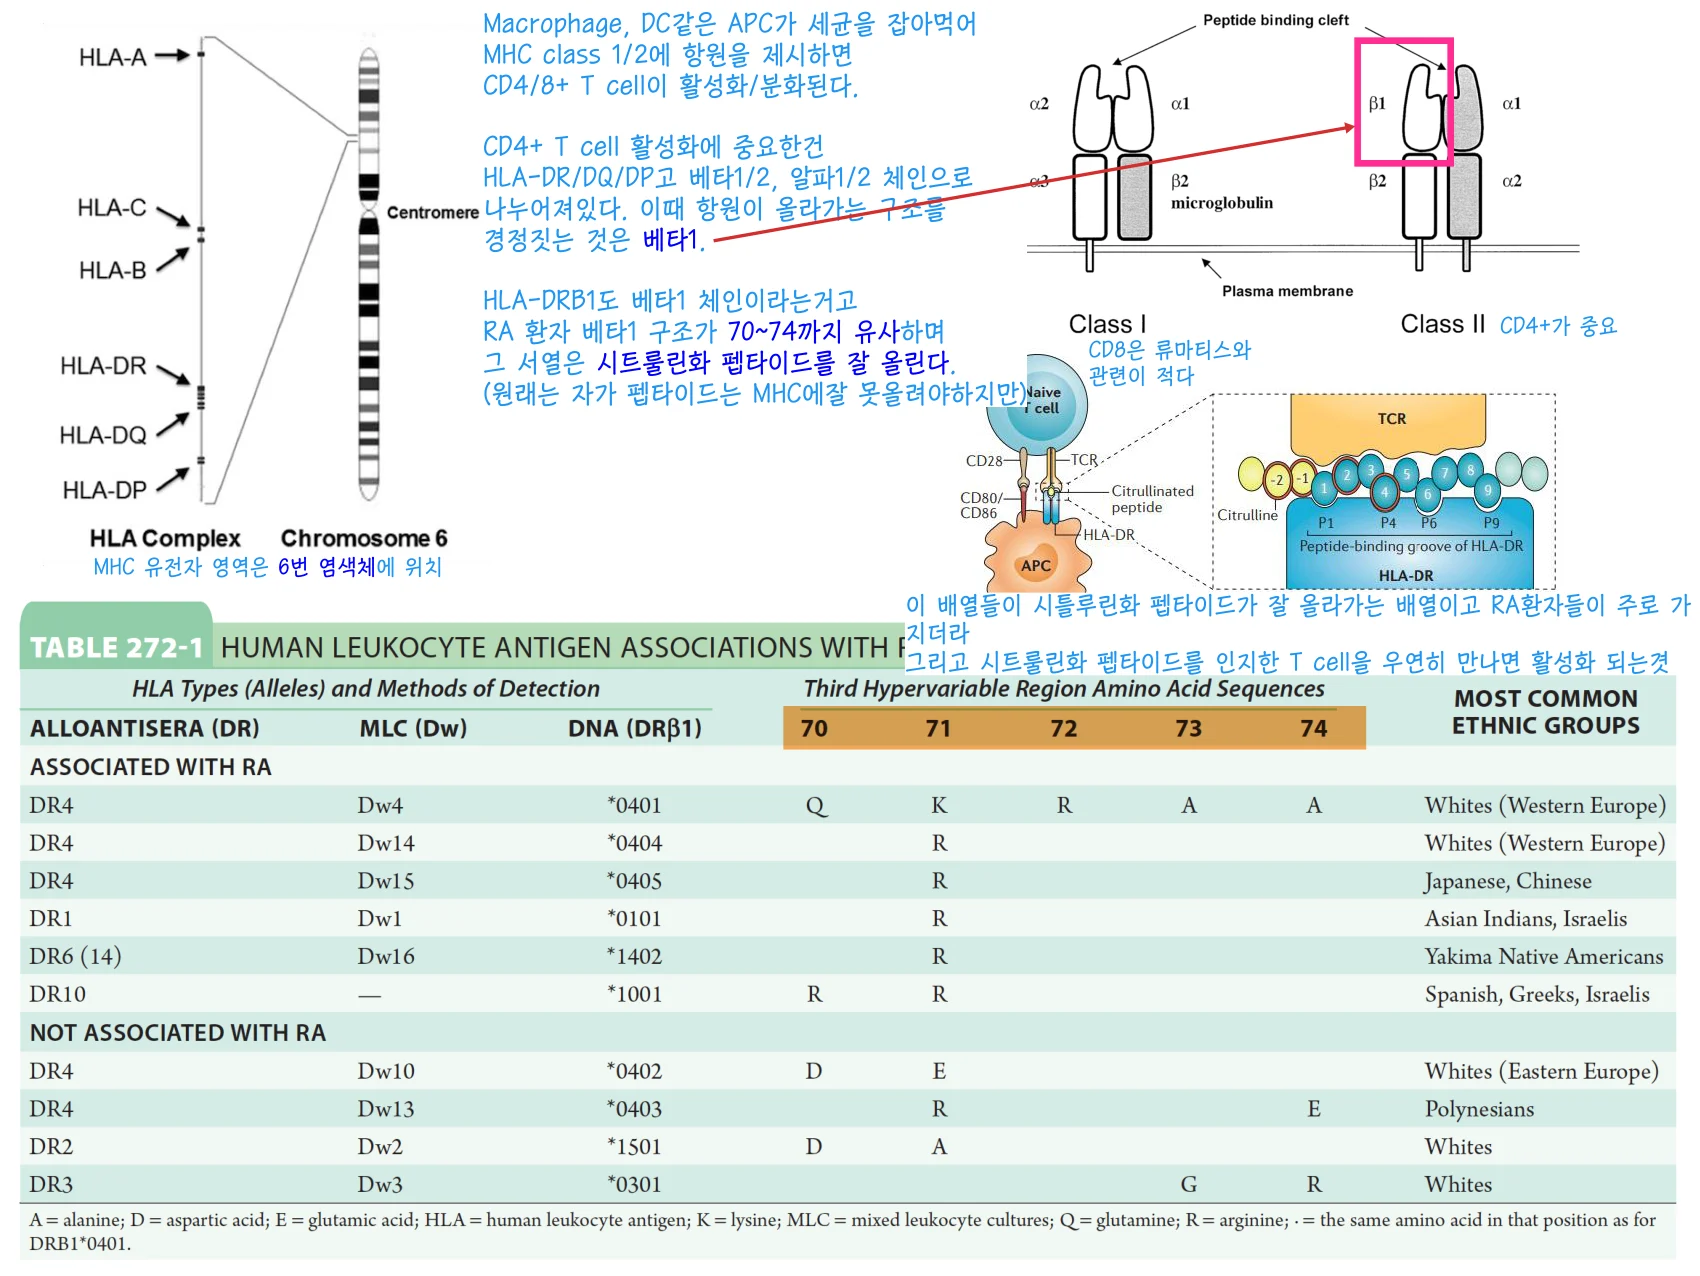 HLA-A
HLA-C
HLA-B
HLA-DR
HLA-DQ
HLA-DP
Centromere
HLA Complex
Chromosome 6
MHC 유전자 영역은 6번 염색체에 위치
Macrophage, DC같은 APC가 세균을 잡아먹어
MHC class 1/2에 항원을 제시하면
CD4/8+ T cell이 활성화/분화된다.
CD4+ T cell 활성화에 중요한건
HLA-DR/DQ/DP고 베타1/2, 알파1/2 체인으로
나누어져있다. 이때 항원이 올라가는 구조를
경정짓는 것은 베타1.
HLA-DRB1도 베타1 체인이라는거고
RA 환자 베타1 구조가 70~74까지 유사하며
그 서열은 시트룰린화 펩타이드를 잘 올린다.
(원래는 자가 펩타이드는 MHC에잘 못올려야하지만)
Peptide binding cleft
α2
α1
β1
α1
α3
β2
microglobulin
β2
α2
Plasma membrane
Class I
Class II
CD4+가 중요
CD8은 류마티스와
관련이 적다
Naive
T cell
CD28
TCR
CD80/
CD86
Citrullinated
peptide
HLA-DR
APC
TCR
-2
-1
1
2
3
4
5
6
7
8
9
Citrulline
P1
P4
P6
P9
Peptide-binding groove of HLA-DR
HLA-DR
이 배열들이 시틀루린화 펩타이드가 잘 올라가는 배열이고 RA환자들이 주로 가
지더라
그리고 시트룰린화 펩타이드를 인지한 T cell을 우연히 만나면 활성화 되는겻
TABLE 272-1 HUMAN LEUKOCYTE ANTIGEN ASSOCIATIONS WITH
HLA Types (Alleles) and Methods of Detection Third Hypervariable Region Amino Acid Sequences MOST COMMON
ETHNIC GROUPS
ALLOANTISERA (DR) MLC (Dw) DNA (DRβ1) 70 71 72 73 74
ASSOCIATED WITH RA
DR4 Dw4 *0401 Q K R A A Whites (Western Europe)
DR4 Dw14 *0404 R Whites (Western Europe)
DR4 Dw15 *0405 R Japanese, Chinese
DR1 Dw1 *0101 R Asian Indians, Israelis
DR6 (14) Dw16 *1402 R Yakima Native Americans
DR10 — *1001 R R Spanish, Greeks, Israelis
NOT ASSOCIATED WITH RA
DR4 Dw10 *0402 D E Whites (Eastern Europe)
DR4 Dw13 *0403 R E Polynesians
DR2 Dw2 *1501 D A Whites
DR3 Dw3 *0301 G R Whites
A = alanine; D = aspartic acid; E = glutamic acid; HLA = human leukocyte antigen; K = lysine; MLC = mixed leukocyte cultures; Q = glutamine; R = arginine; · = the same amino acid in that position as for
DRB1*0401.